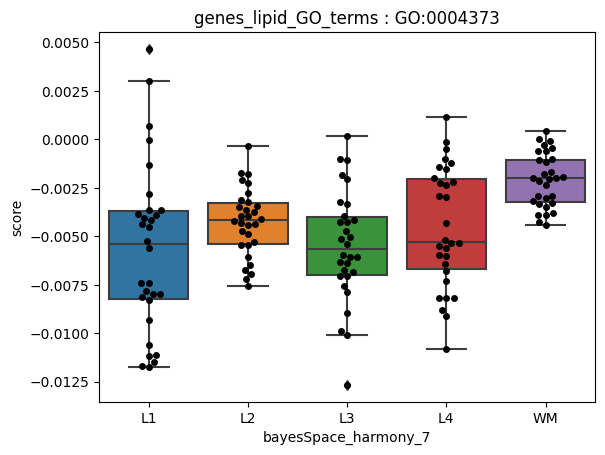 genes_lipid_GO_terms : GO:0004373
0.0050
0.0025
0.0000
−0.0025
−0.0050
−0.0075
−0.0100
−0.0125
score
L1 L2 L3 L4 WM
bayesSpace_harmony_7